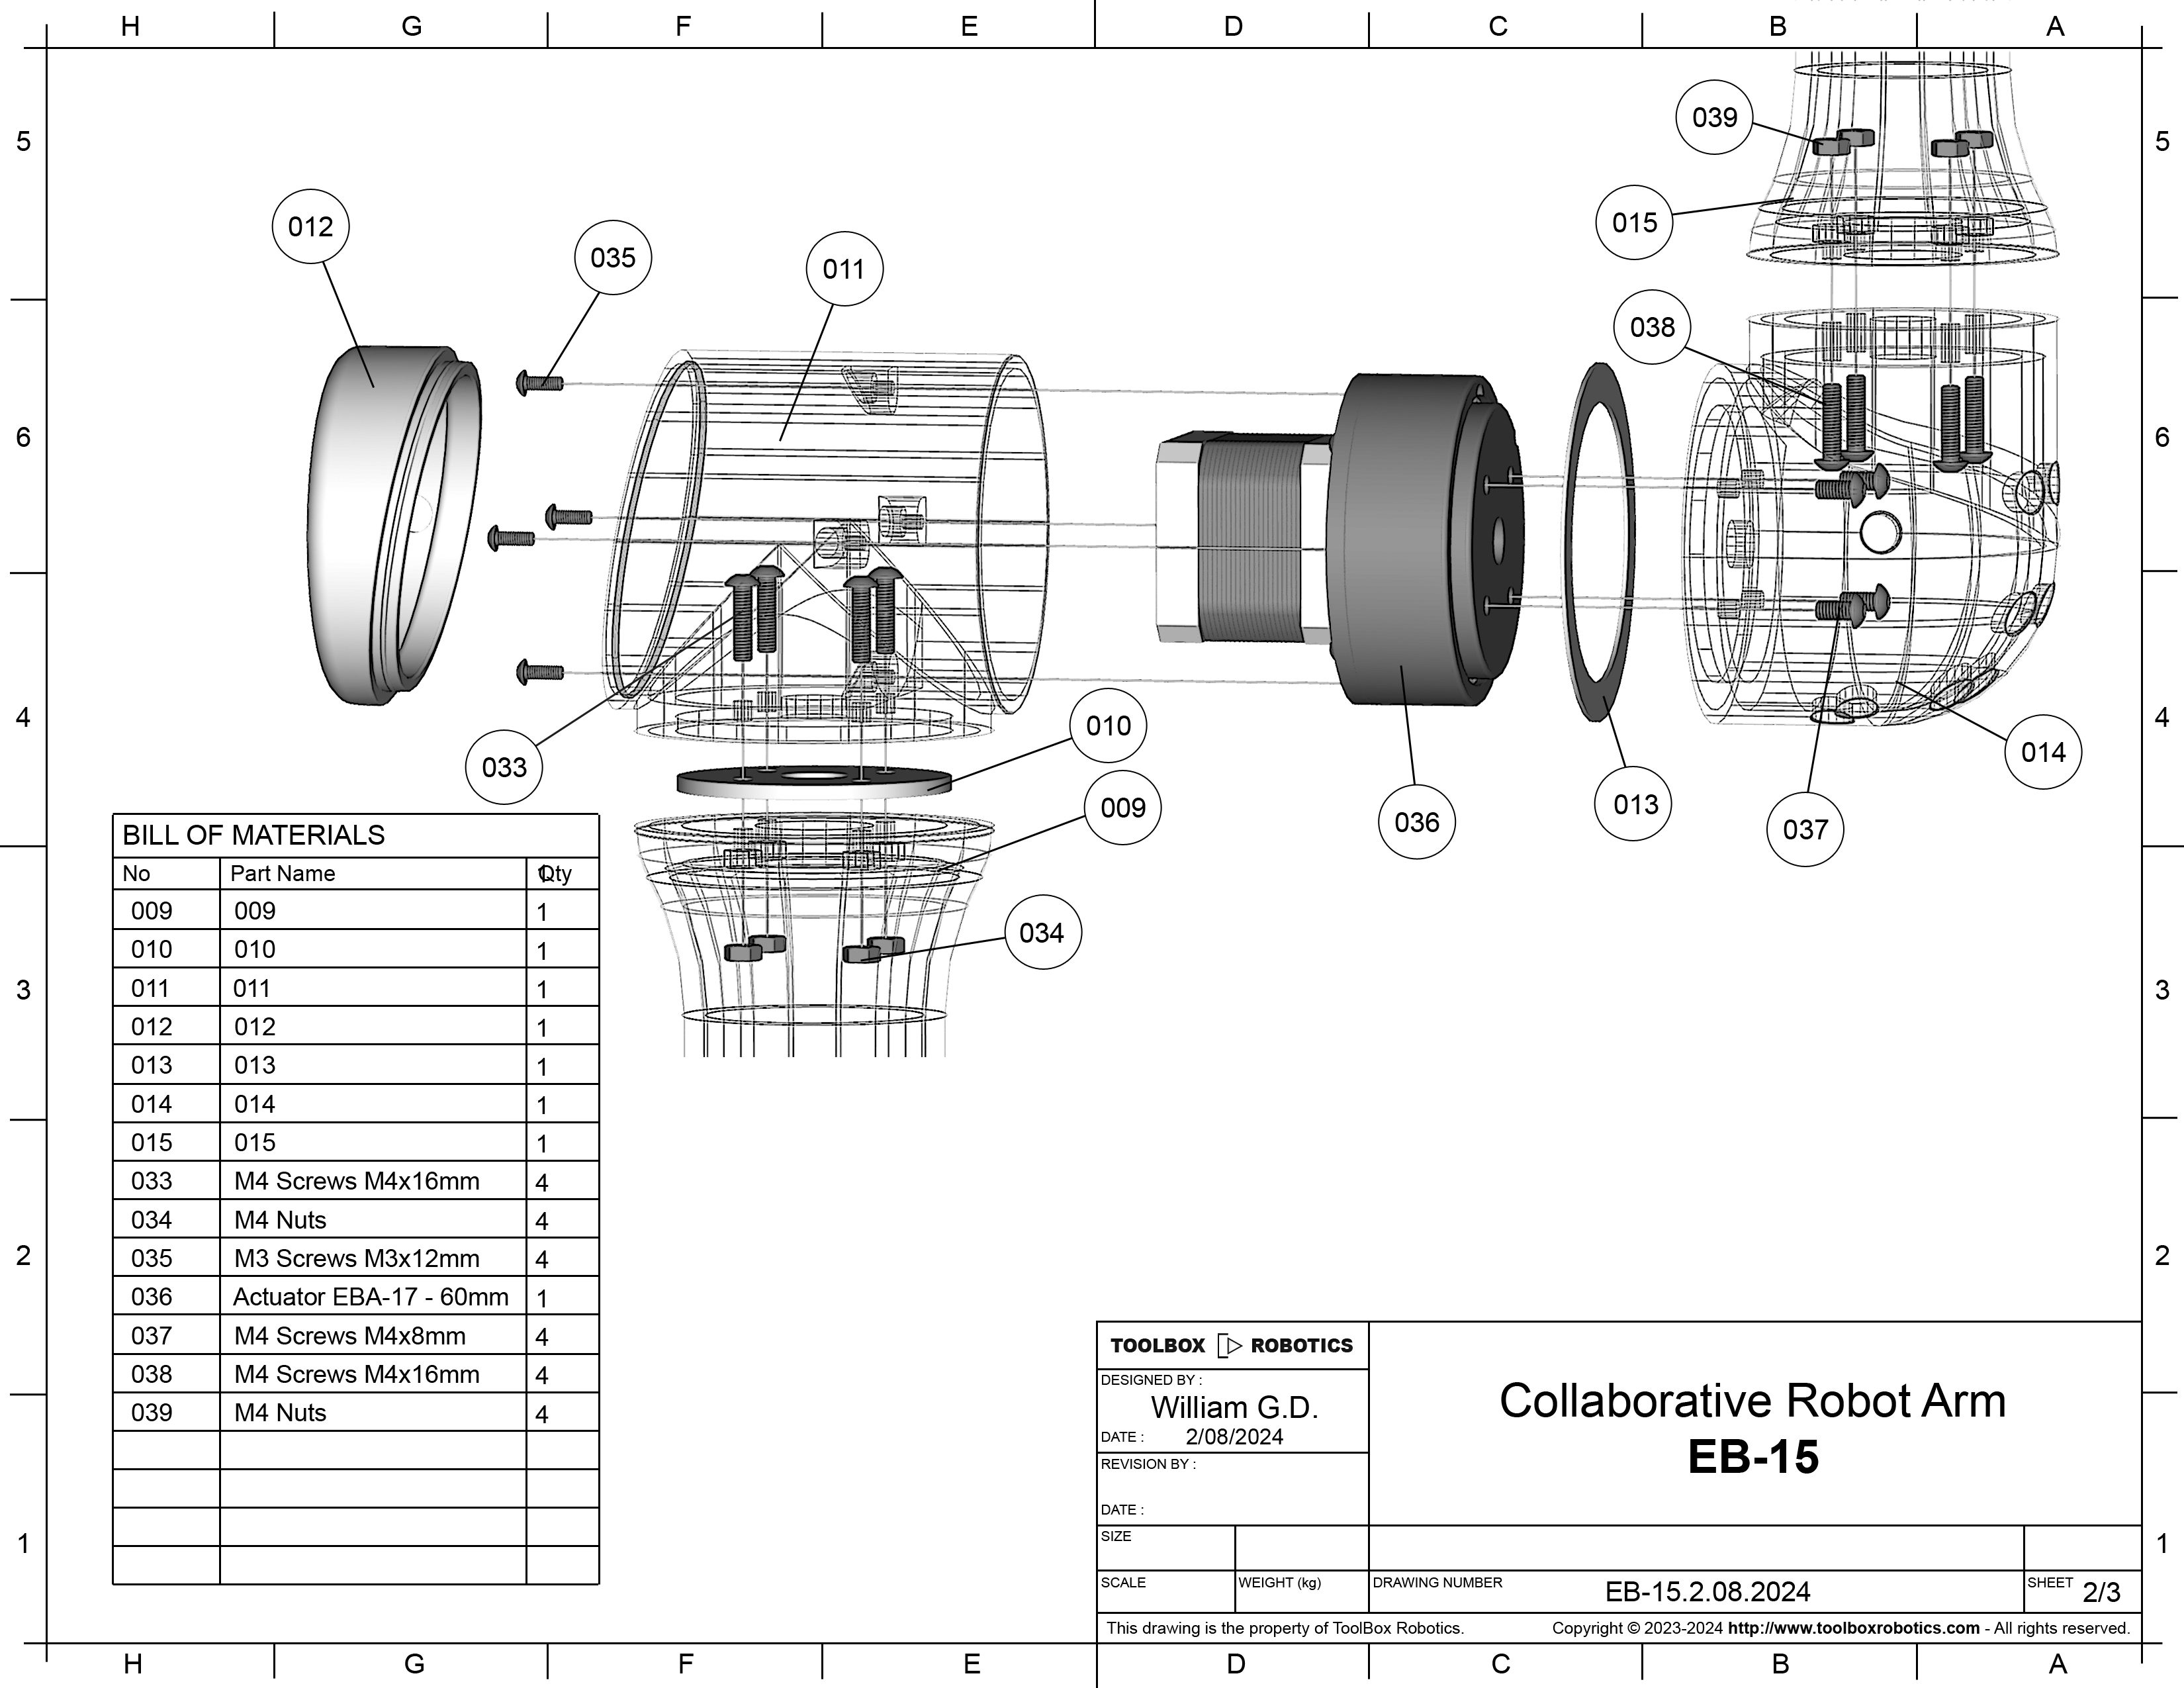 H G F E D C B A
5 5
039
012
015
035
011
038
6 6
4 4
010
033
014
009
036
013
037
034
3 3
BILL OF MATERIALS
No Part Name Qty
009 009 1
010 010 1
011 011 1
012 012 1
013 013 1
014 014 1
015 015 1
033 M4 Screws M4x16mm 4
034 M4 Nuts 4
035 M3 Screws M3x12mm 4
036 Actuator EBA-17 - 60mm 1
037 M4 Screws M4x8mm 4
038 M4 Screws M4x16mm 4
039 M4 Nuts 4
2 2
TOOLBOX ROBOTICS
DESIGNED BY :
William G.D.
DATE : 2/08/2024
REVISION BY :
DATE :
Collaborative Robot Arm
EB-15
1 1
SIZE
SCALE WEIGHT (kg) DRAWING NUMBER EB-15.2.08.2024 SHEET 2/3
This drawing is the property of ToolBox Robotics. Copyright © 2023-2024 http://www.toolboxrobotics.com - All rights reserved.
H G F E D C B A